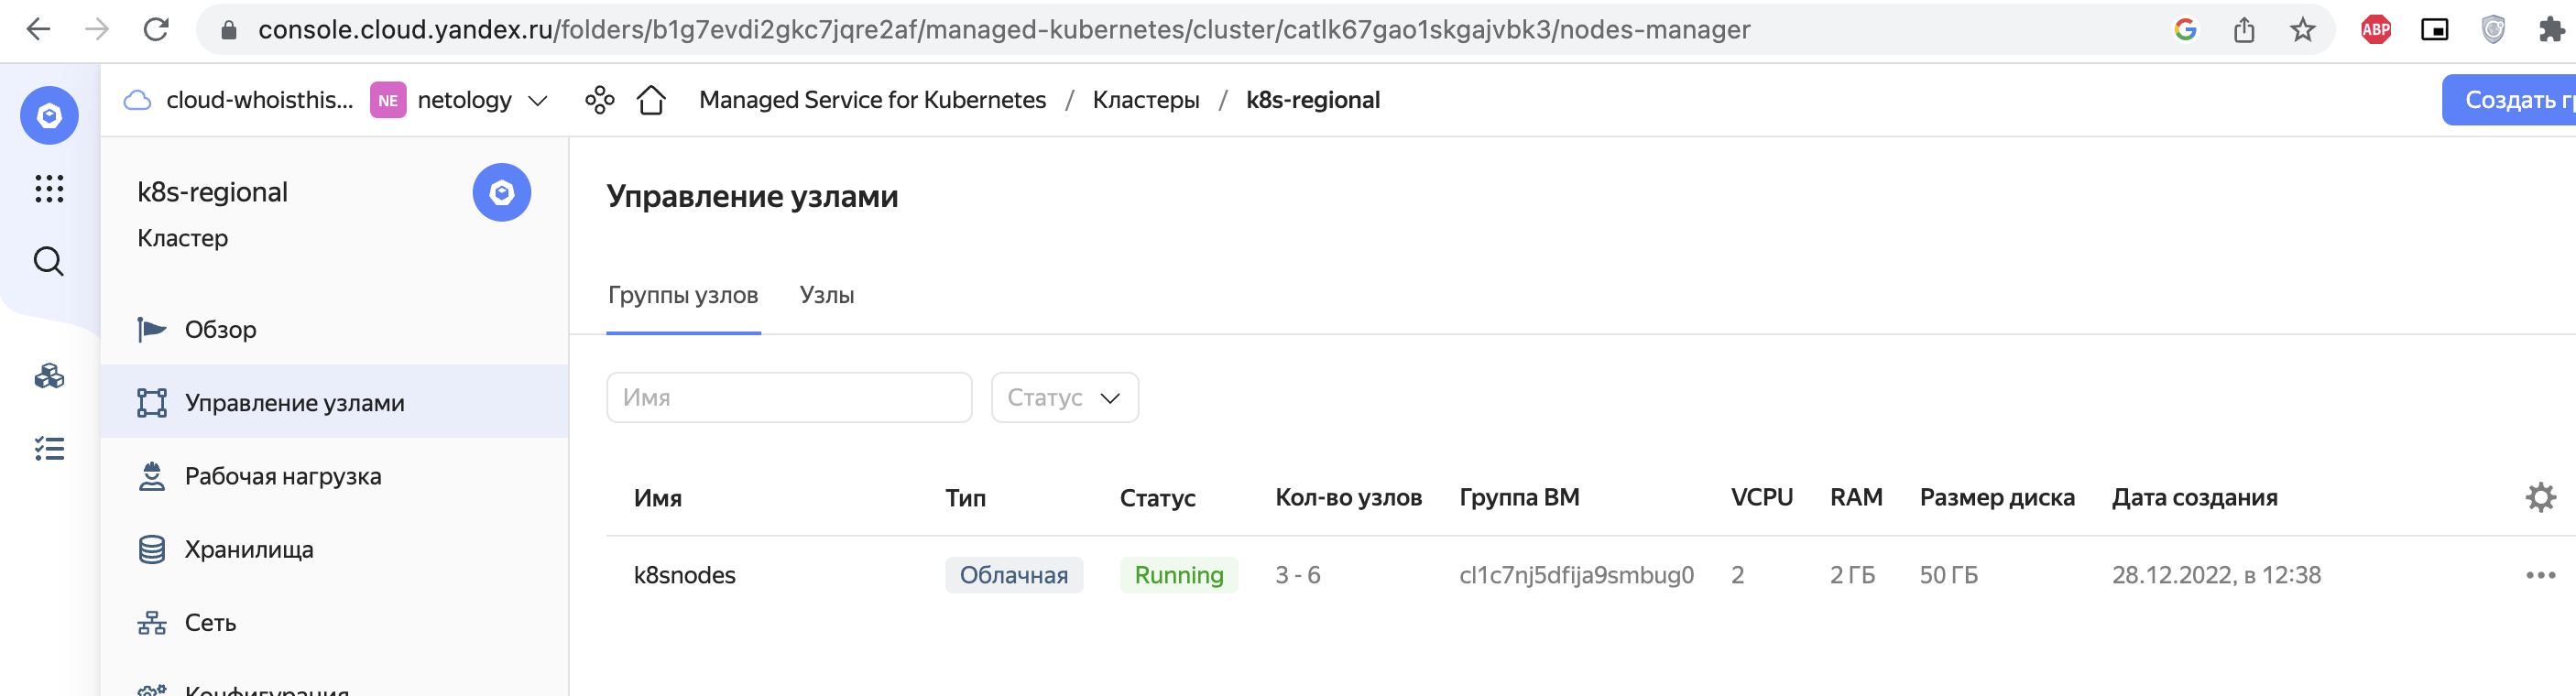 console.cloud.yandex.ru/folders/b1g7evdi2gkc7jqre2af/managed-kubernetes/cluster/catlk67gao1skgajvbk3/nodes-manager
ABP
cloud-whoisthis... NE netology Managed Service for Kubernetes / Кластеры / k8s-regional
Создать
k8s-regional
Кластер
Обзор
Управление узлами
Рабочая нагрузка
Хранилища
Сеть
Конфигурация
Управление узлами
Группы узлов Узлы
Имя Статус
Имя Тип Статус Кол-во узлов Группа ВМ VCPU RAM Размер диска Дата создания
k8snodes Облачная Running 3 - 6 cl1c7nj5dfija9smbug0 2 2 ГБ 50 ГБ 28.12.2022, в 12:38